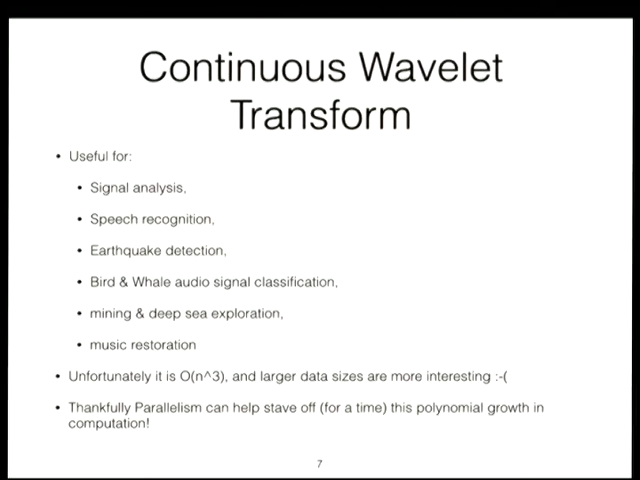 Continuous Wavelet
Transform
• Useful for:
• Signal analysis,
• Speech recognition,
• Earthquake detection,
• Bird & Whale audio signal classification,
• mining & deep sea exploration,
• music restoration
• Unfortunately it is O(n^3), and larger data sizes are more interesting :-(
• Thankfully Parallelism can help stave off (for a time) this polynomial growth in
computation!
7